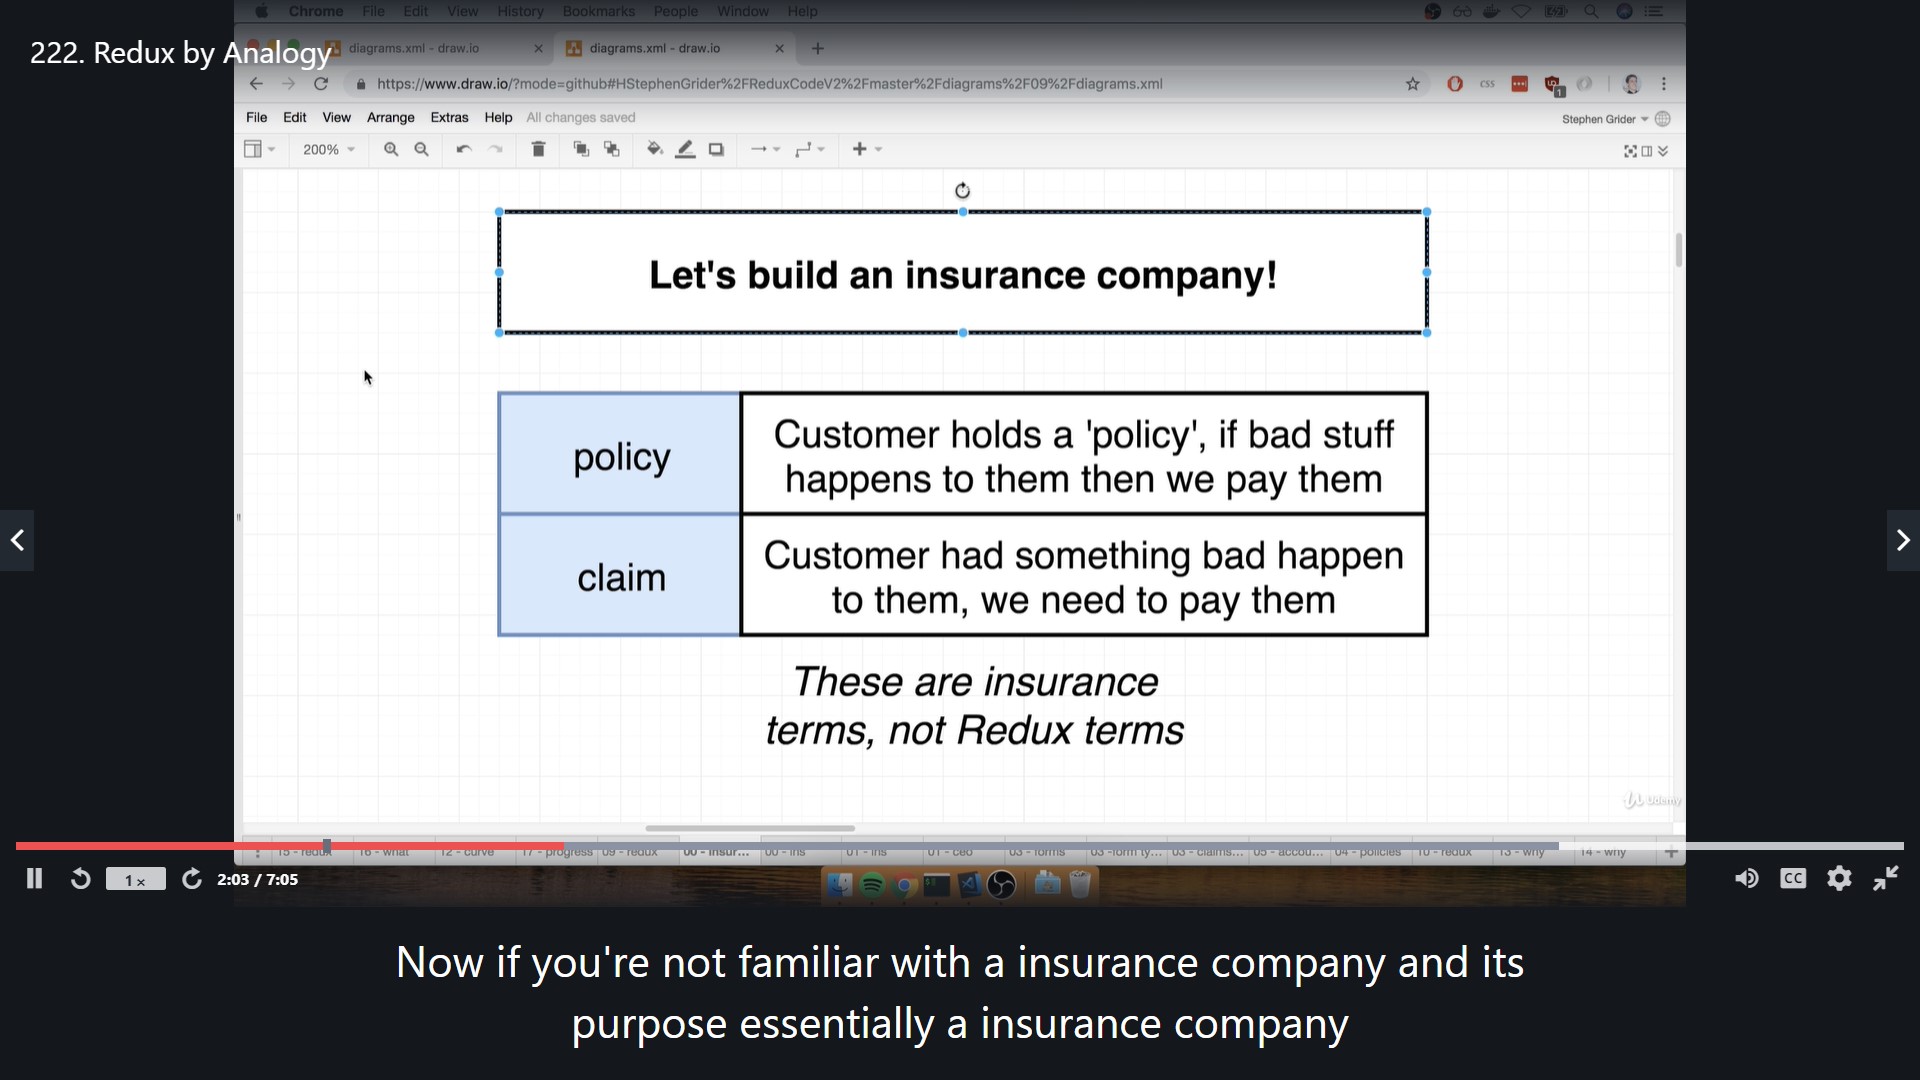 Chrome File Edit View History Bookmarks People Window Help
222. Redux by Analogy
diagrams.xml - draw.io
diagrams.xml - draw.io
https://www.draw.io/?mode=github#HStephenGrider%2FReduxCodeV2%2Fmaster%2Fdiagrams%2F09%2Fdiagrams.xml
css
1
File Edit View Arrange Extras Help All changes saved
Stephen Grider
200%
Let's build an insurance company!
policy
Customer holds a 'policy', if bad stuff
happens to them then we pay them
claim
Customer had something bad happen
to them, we need to pay them
These are insurance
terms, not Redux terms
Udemy
15 - redux 16 - what 12 - curve 17 - progress 09 - redux 00 - insur... 00 - ins 01 - ins 01 - ceo 03 - forms 03 -form ty... 03 - claims... 05 - accou... 04 - policies 10 - redux 13 - why 14 - why
1 x
2:03 / 7:05
CC
Now if you're not familiar with a insurance company and its
purpose essentially a insurance company